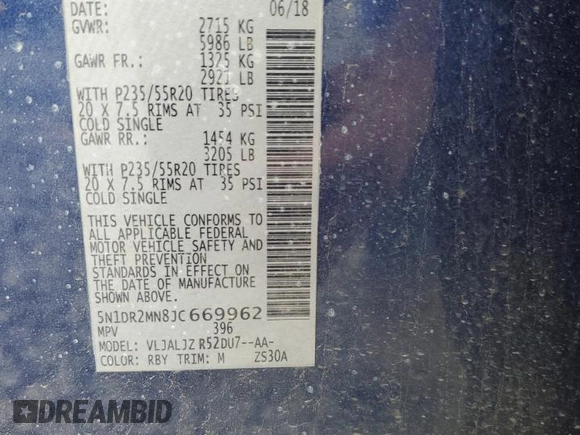 DATE: 06/18
GVWR: 2715 KG
5986 LB
GAWR FR.: 1325 KG
2921 LB
WITH P235/55R20 TIRES
20 X 7.5 RIMS AT 35 PSI
COLD SINGLE
GAWR RR.: 1454 KG
3205 LB
WITH P235/55R20 TIRES
20 X 7.5 RIMS AT 35 PSI
COLD SINGLE
THIS VEHICLE CONFORMS TO
ALL APPLICABLE FEDERAL
MOTOR VEHICLE SAFETY AND
THEFT PREVENTION
STANDARDS IN EFFECT ON
THE DATE OF MANUFACTURE
SHOWN ABOVE.
5N1DR2MN8JC669962
MPV 396
MODEL: VLJALJZ R52DU7--AA-
COLOR: RBY TRIM: M ZS30A
DREAMBID